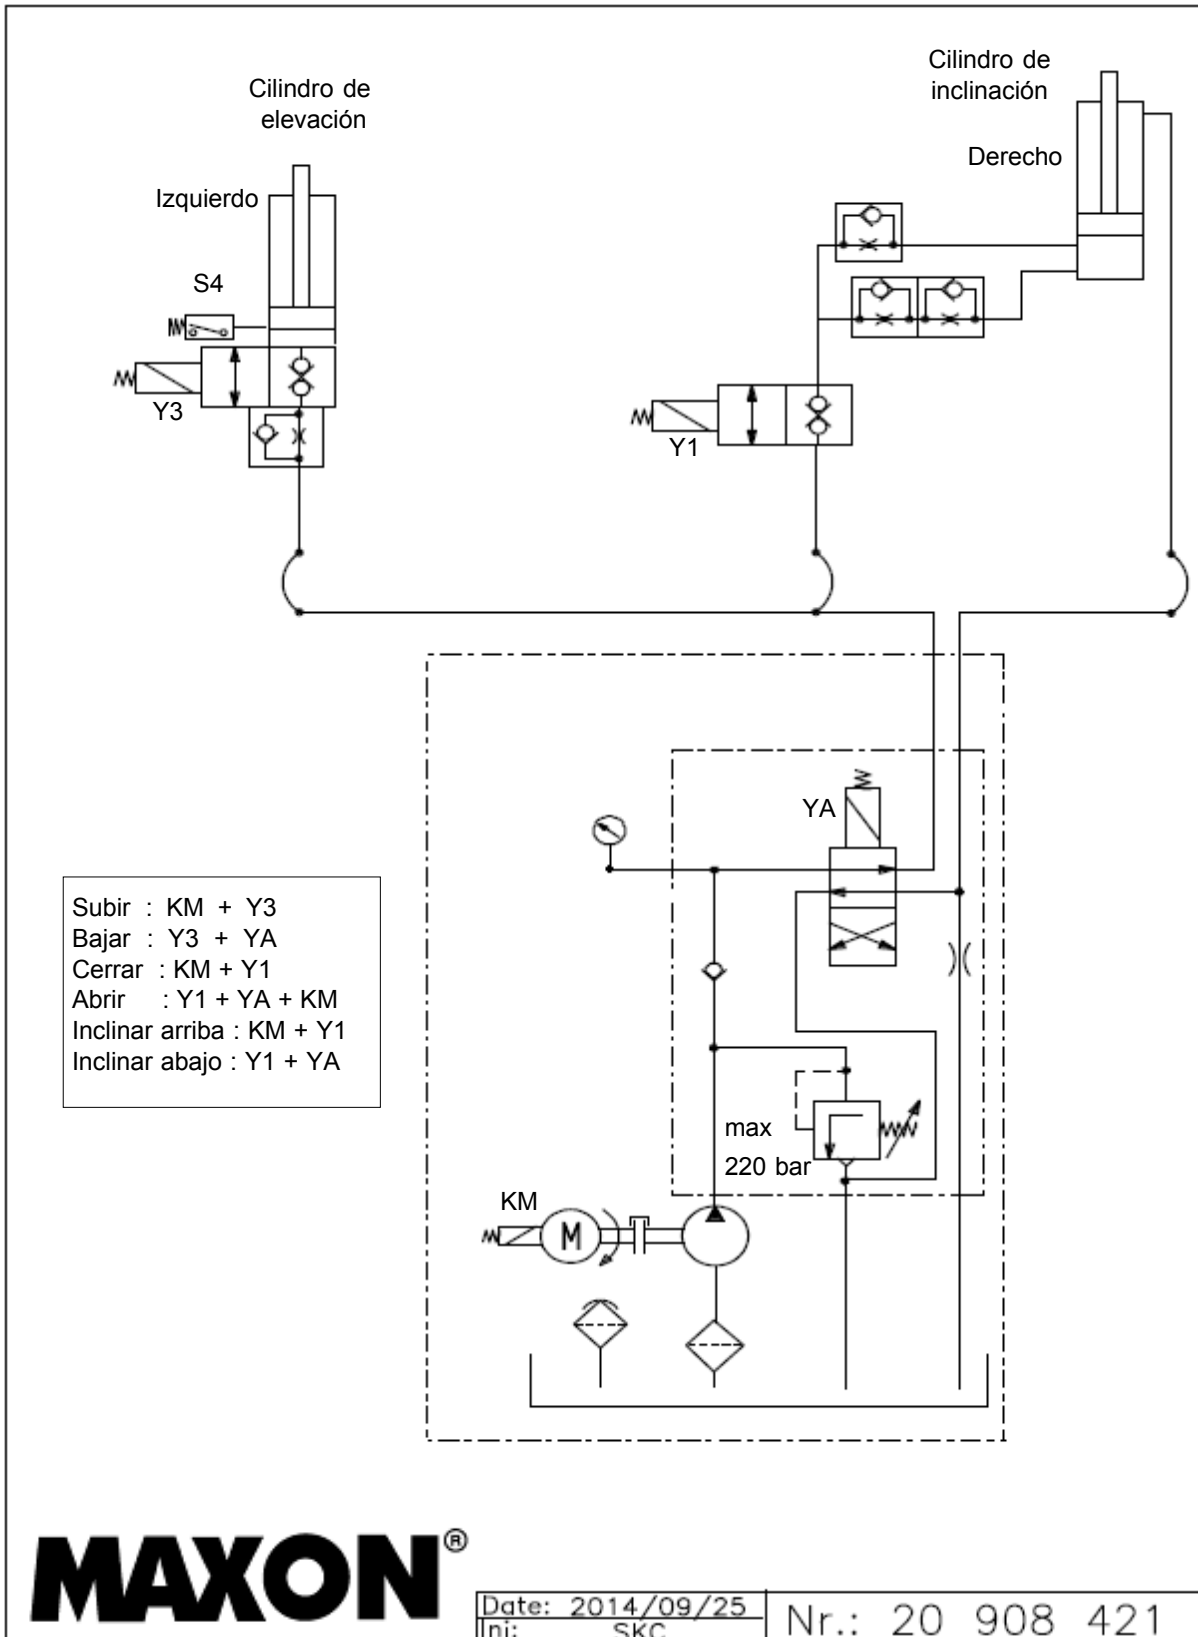 Cilindro de
elevación
Izquierdo
S4
Y3
Cilindro de
inclinación
Derecho
Y1
YA
Subir : KM + Y3
Bajar : Y3 + YA
Cerrar : KM + Y1
Abrir : Y1 + YA + KM
Inclinar arriba : KM + Y1
Inclinar abajo : Y1 + YA
max
220 bar
KM
M
MAXON®
Date: 2014/09/25
Ini: SKC
Nr.: 20 908 421